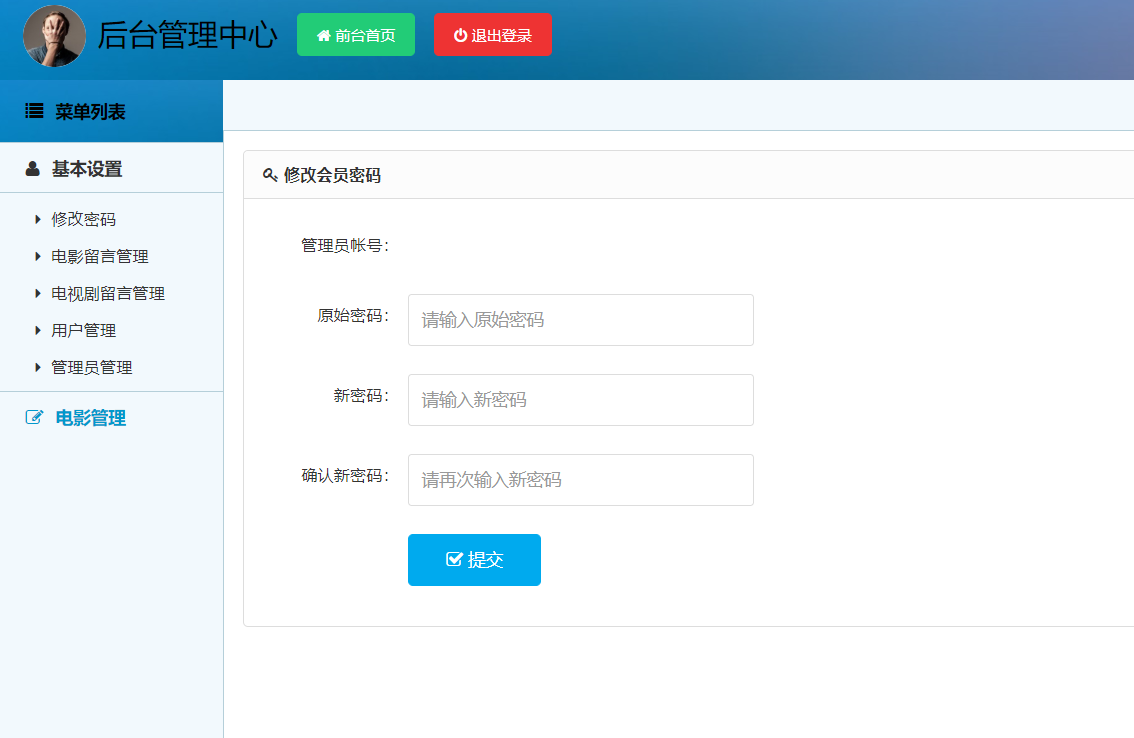 后台管理中心 前台首页 退出登录
菜单列表
基本设置
修改密码
电影留言管理
电视剧留言管理
用户管理
管理员管理
电影管理
修改会员密码
管理员帐号：
原始密码： 请输入原始密码
新密码： 请输入新密码
确认新密码： 请再次输入新密码
提交